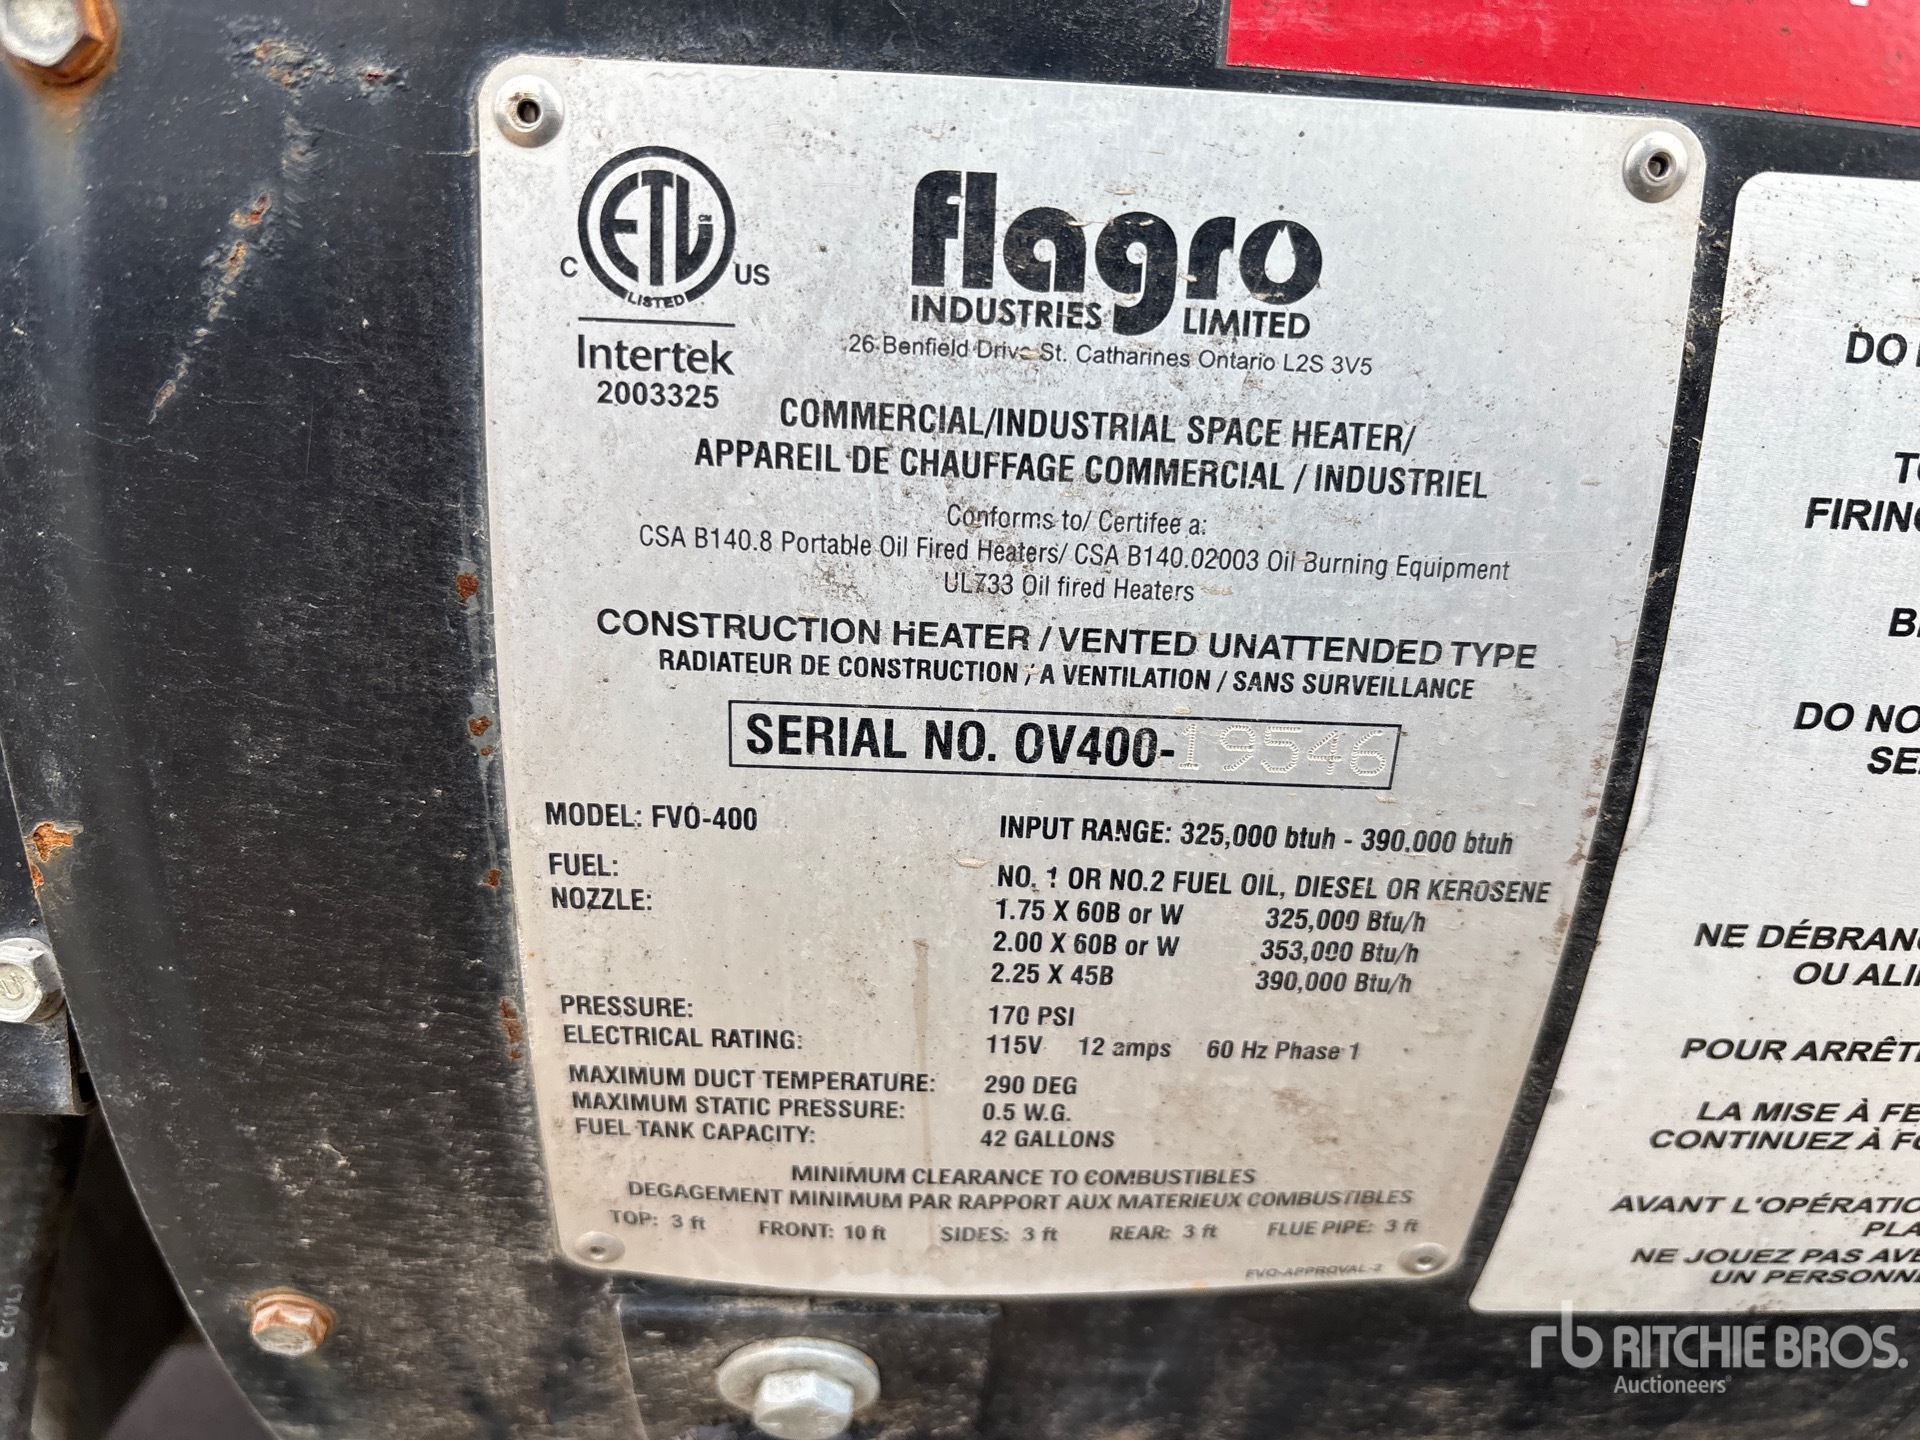 C ETL CM US
LISTED
Intertek
2003325
flagro
INDUSTRIES LIMITED
26 Benfield Drive St. Catharines Ontario L2S 3V5
COMMERCIAL/INDUSTRIAL SPACE HEATER/
APPAREIL DE CHAUFFAGE COMMERCIAL / INDUSTRIEL
Conforms to/ Certifee a:
CSA B140.8 Portable Oil Fired Heaters/ CSA B140.02003 Oil Burning Equipment
UL733 Oil fired Heaters
CONSTRUCTION HEATER / VENTED UNATTENDED TYPE
RADIATEUR DE CONSTRUCTION / A VENTILATION / SANS SURVEILLANCE
SERIAL NO. OV400-19546
MODEL: FVO-400 INPUT RANGE: 325,000 btuh - 390,000 btuh
FUEL: NO. 1 OR NO.2 FUEL OIL, DIESEL OR KEROSENE
NOZZLE: 1.75 X 60B or W 325,000 Btu/h
2.00 X 60B or W 353,000 Btu/h
2.25 X 45B 390,000 Btu/h
PRESSURE: 170 PSI
ELECTRICAL RATING: 115V 12 amps 60 Hz Phase 1
MAXIMUM DUCT TEMPERATURE: 290 DEG
MAXIMUM STATIC PRESSURE: 0.5 W.G.
FUEL TANK CAPACITY: 42 GALLONS
MINIMUM CLEARANCE TO COMBUSTIBLES
DEGAGEMENT MINIMUM PAR RAPPORT AUX MATERIEUX COMBUSTIBLES
TOP: 3 ft FRONT: 10 ft SIDES: 3 ft REAR: 3 ft FLUE PIPE: 3 ft
FVO-APPROVAL-2
DO
FIRING
DO NO
SE
NE DÉBRANC
OU ALI
POUR ARRÊTE
LA MISE À FE
CONTINUEZ À FO
AVANT L'OPÉRATIO
PLA
NE JOUEZ PAS AVE
UN PERSONNE
rb RITCHIE BROS.
Auctioneers